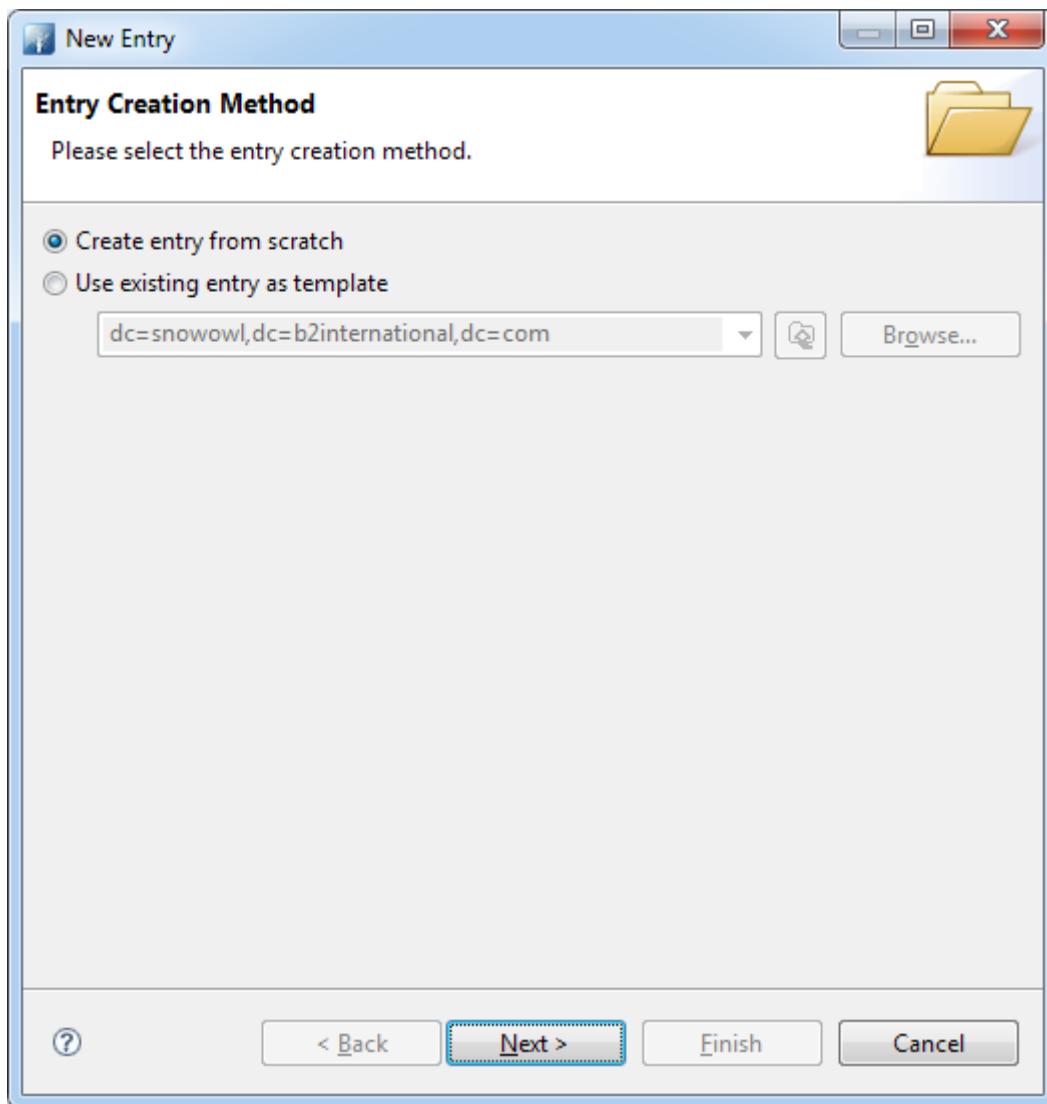 New Entry
Entry Creation Method
Please select the entry creation method.
Create entry from scratch
Use existing entry as template
dc=snowowl,dc=b2international,dc=com
Browse...
? < Back Next > Finish Cancel